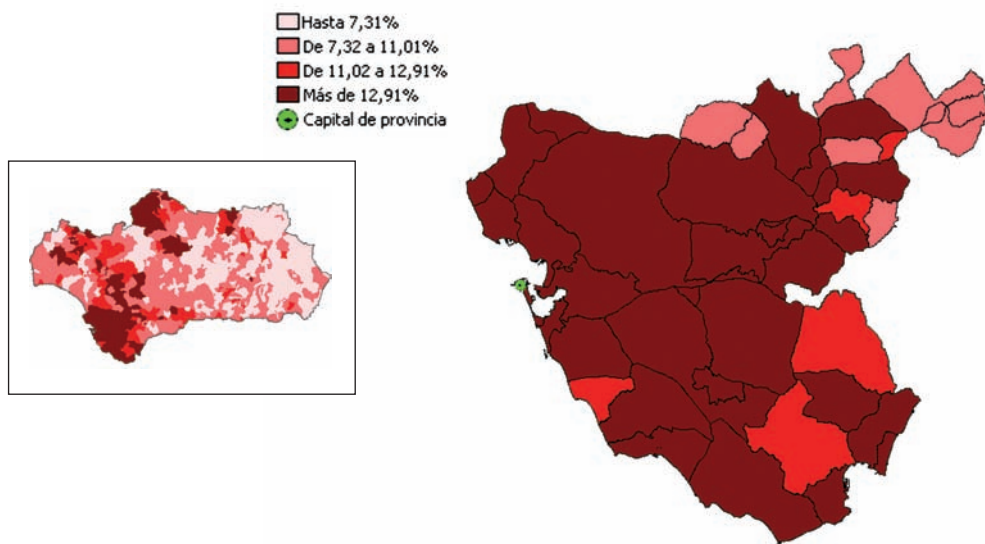 Hasta 7,31%
De 7,32 a 11,01%
De 11,02 a 12,91%
Más de 12,91%
Capital de provincia